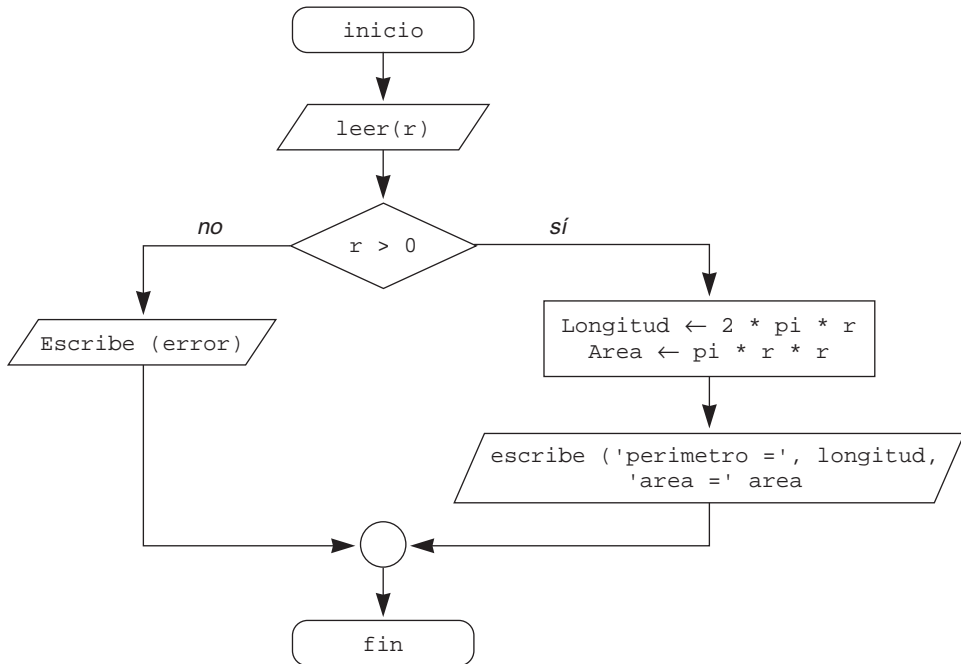 inicio
leer(r)
no
r > 0
sí
Escribe (error)
Longitud ← 2 * pi * r
Area ← pi * r * r
escribe ('perimetro =', longitud,
'area =' area
fin